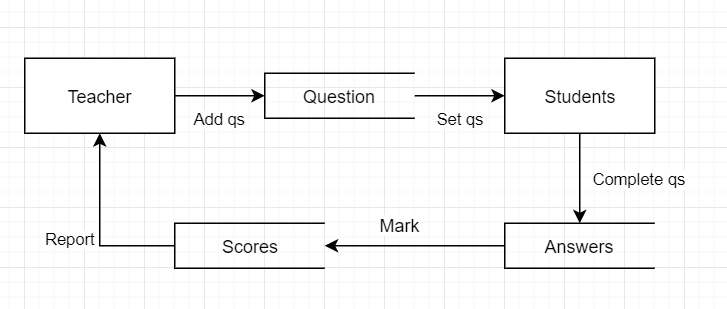 Teacher
Add qs
Question
Set qs
Students
Complete qs
Answers
Mark
Scores
Report